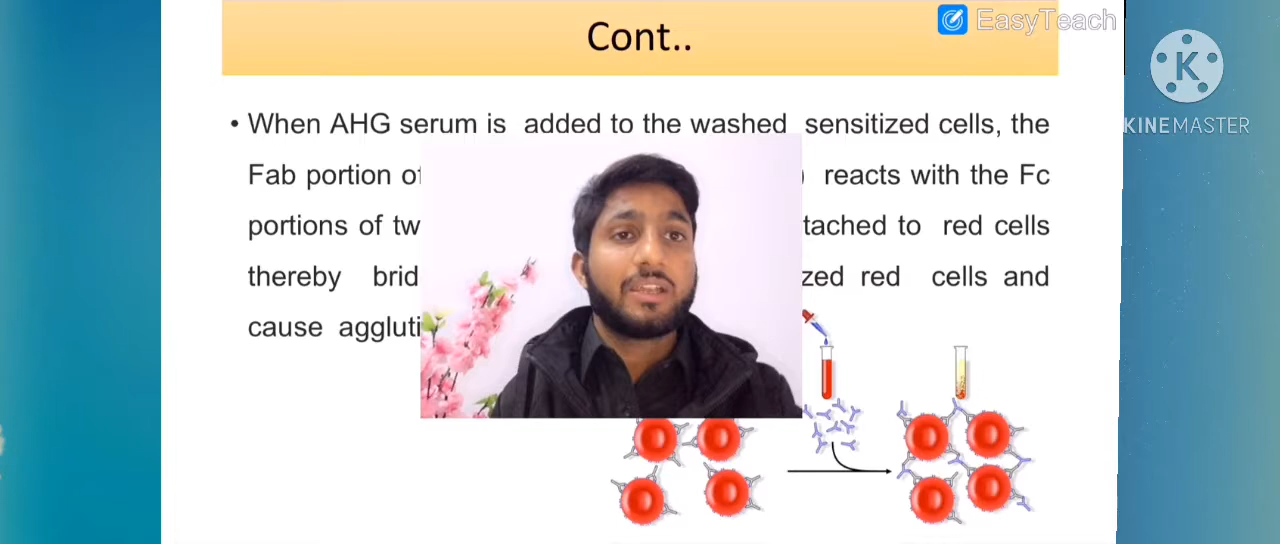 Cont..
EasyTeach
K
KINEMASTER
• When AHG serum is added to the washed sensitized cells, the
Fab portion of ) reacts with the Fc
portions of tw tached to red cells
thereby brid zed red cells and
cause aggluti